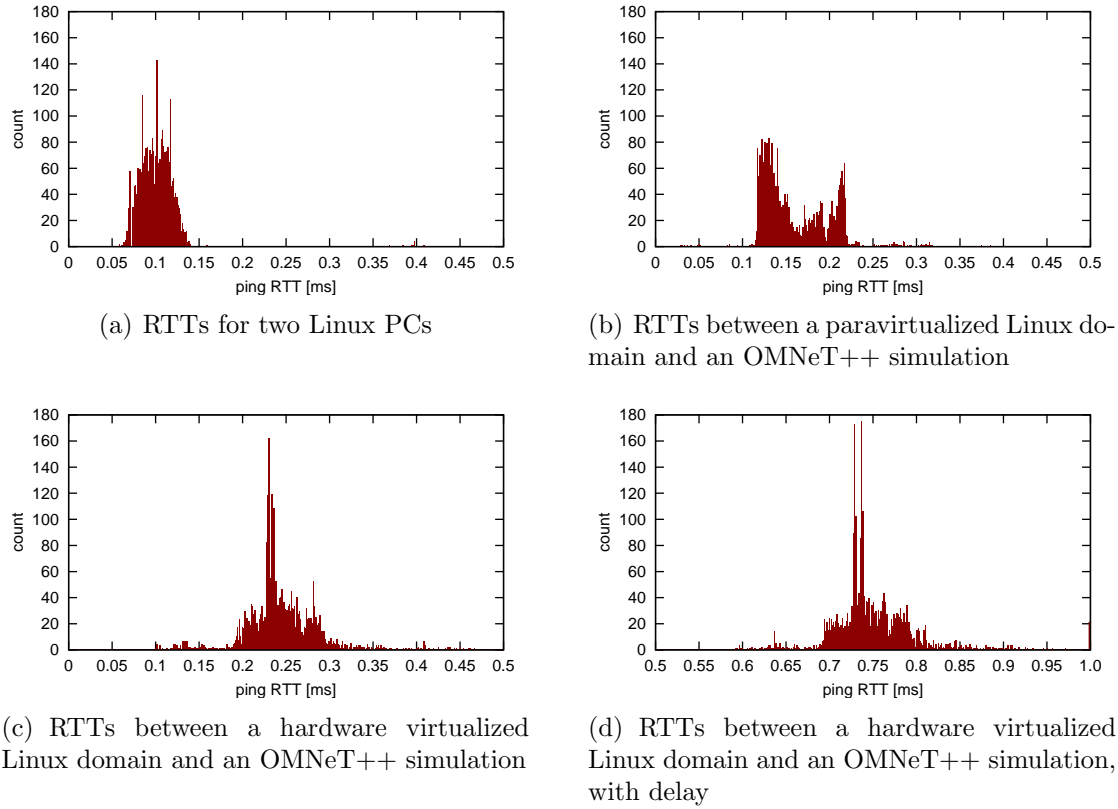 180
160
140
120
100
80
60
40
20
0
count
0 0.05 0.1 0.15 0.2 0.25 0.3 0.35 0.4 0.45 0.5
ping RTT [ms]
(a) RTTs for two Linux PCs
180
160
140
120
100
80
60
40
20
0
count
0 0.05 0.1 0.15 0.2 0.25 0.3 0.35 0.4 0.45 0.5
ping RTT [ms]
(b) RTTs between a paravirtualized Linux do-
main and an OMNeT++ simulation
180
160
140
120
100
80
60
40
20
0
count
0 0.05 0.1 0.15 0.2 0.25 0.3 0.35 0.4 0.45 0.5
ping RTT [ms]
(c) RTTs between a hardware virtualized
Linux domain and an OMNeT++ simulation
180
160
140
120
100
80
60
40
20
0
count
0.5 0.55 0.6 0.65 0.7 0.75 0.8 0.85 0.9 0.95 1.0
ping RTT [ms]
(d) RTTs between a hardware virtualized
Linux domain and an OMNeT++ simulation,
with delay